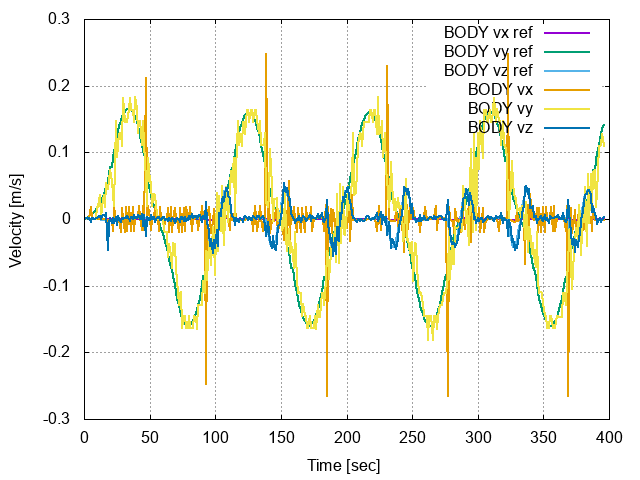 0.3
0.2
0.1
0
-0.1
-0.2
-0.3
0 50 100 150 200 250 300 350 400
Velocity [m/s]
Time [sec]
BODY vx ref
BODY vy ref
BODY vz ref
BODY vx
BODY vy
BODY vz